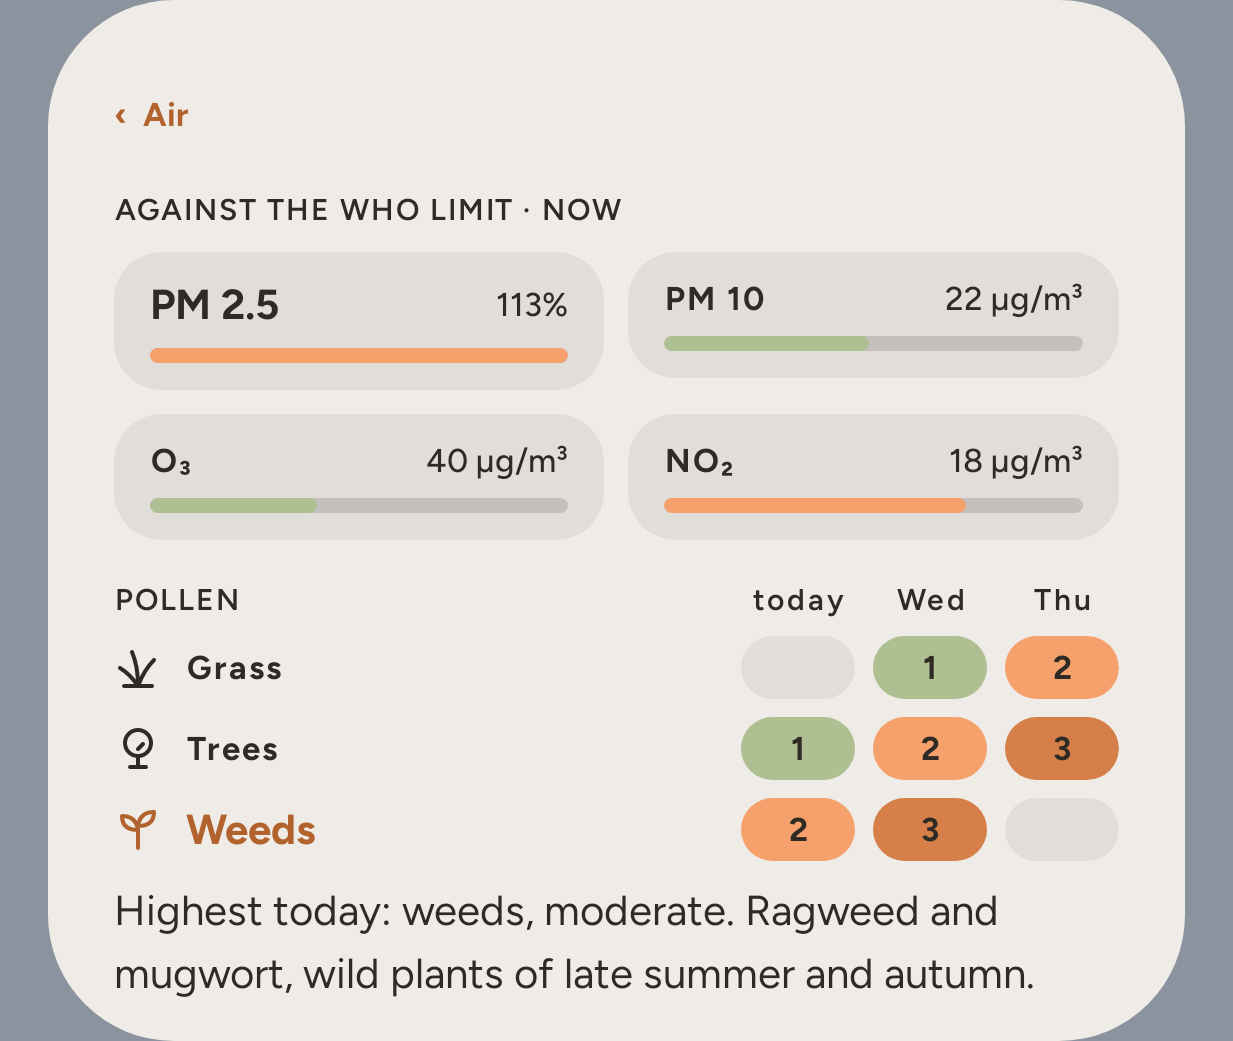 ‹ Air
AGAINST THE WHO LIMIT · NOW
PM 2.5 113%
PM 10 22 µg/m³
O₃ 40 µg/m³
NO₂ 18 µg/m³
POLLEN today Wed Thu
Grass 1 2
Trees 1 2 3
Weeds 2 3
Highest today: weeds, moderate. Ragweed and
mugwort, wild plants of late summer and autumn.